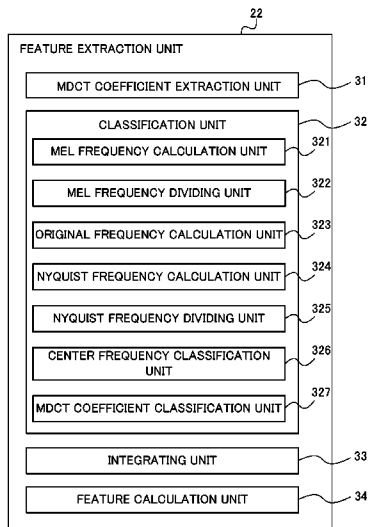 22
FEATURE EXTRACTION UNIT
MDCT COEFFICIENT EXTRACTION UNIT
31
CLASSIFICATION UNIT
32
MEL FREQUENCY CALCULATION UNIT
321
MEL FREQUENCY DIVIDING UNIT
322
ORIGINAL FREQUENCY CALCULATION UNIT
323
NYQUIST FREQUENCY CALCULATION UNIT
324
NYQUIST FREQUENCY DIVIDING UNIT
325
CENTER FREQUENCY CLASSIFICATION
UNIT
326
MDCT COEFFICIENT CLASSIFICATION UNIT
327
INTEGRATING UNIT
33
FEATURE CALCULATION UNIT
34